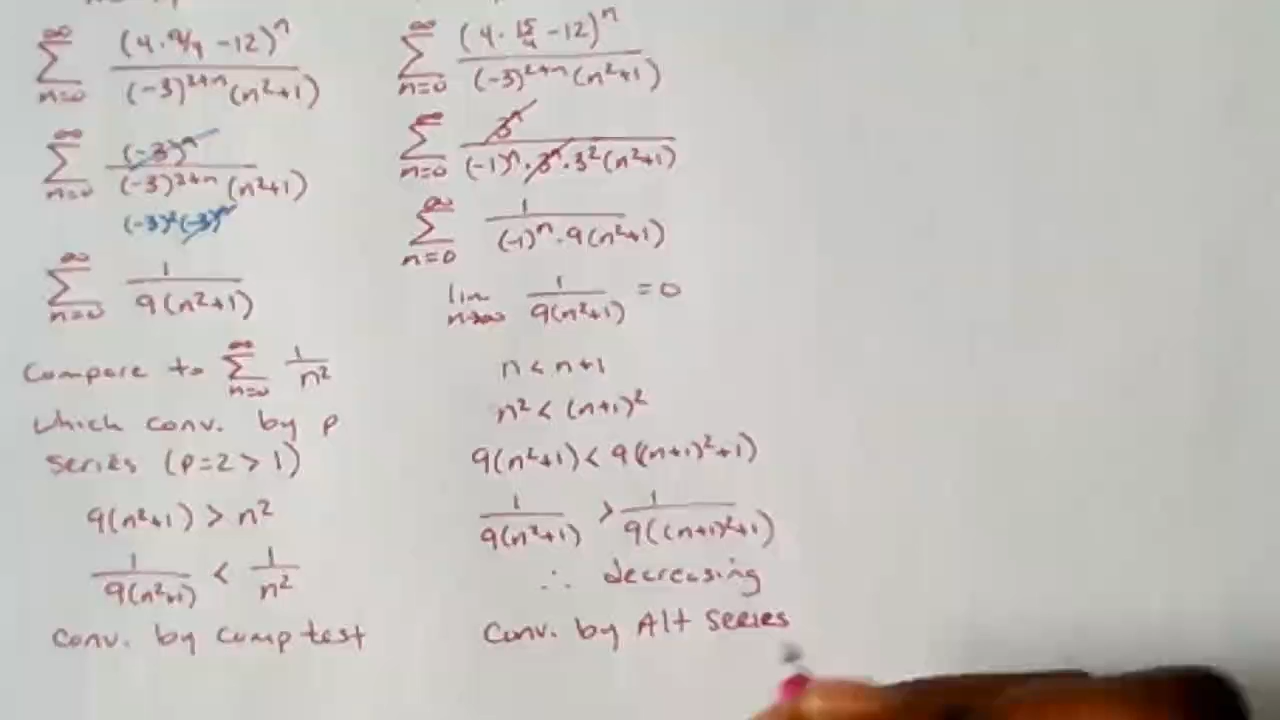 ∞ Σ n=0 (4 · 9/4 - 12)^n / (-3)^{2+n} (n²+1)
∞ Σ n=0 (-3)^n / (-3)^{2+n} (n²+1)
(-3)² (-3)^n
∞ Σ n=0 1 / 9(n²+1)
Compare to ∞ Σ n=0 1/n²
which conv. by p
series (p=2 > 1)
9(n²+1) > n²
1 / 9(n²+1) < 1/n²
Conv. by Comp test
∞ Σ n=0 (4 · 15/4 - 12)^n / (-3)^{2+n} (n²+1)
∞ Σ n=0 3^n / (-1)^n · 3^n · 3² (n²+1)
∞ Σ n=0 1 / (-1)^n · 9(n²+1)
lim n→∞ 1 / 9(n²+1) = 0
n < n+1
n² < (n+1)²
9(n²+1) < 9((n+1)²+1)
1 / 9(n²+1) > 1 / 9((n+1)²+1)
∴ decreasing
Conv. by Alt Series